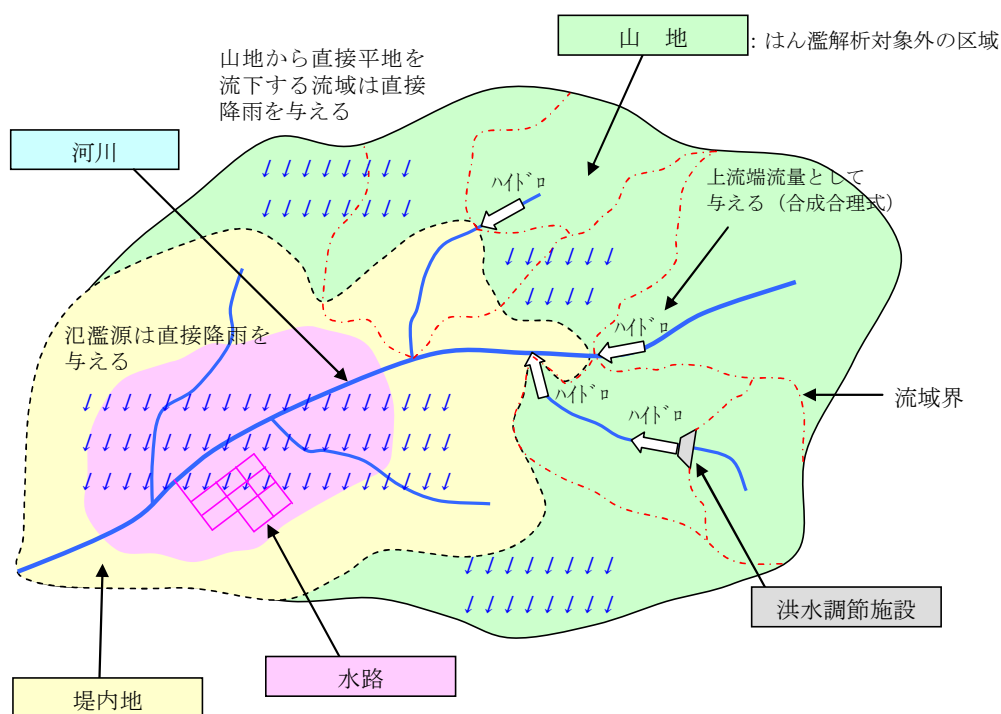 山　地
：はん濫解析対象外の区域
山地から直接平地を
流下する流域は直接
降雨を与える
河川
ﾊｲﾄﾞﾛ
上流端流量として
与える（合成合理式）
ﾊｲﾄﾞﾛ
氾濫源は直接降雨を
与える
ﾊｲﾄﾞﾛ
流域界
ﾊｲﾄﾞﾛ
洪水調節施設
水路
堤内地